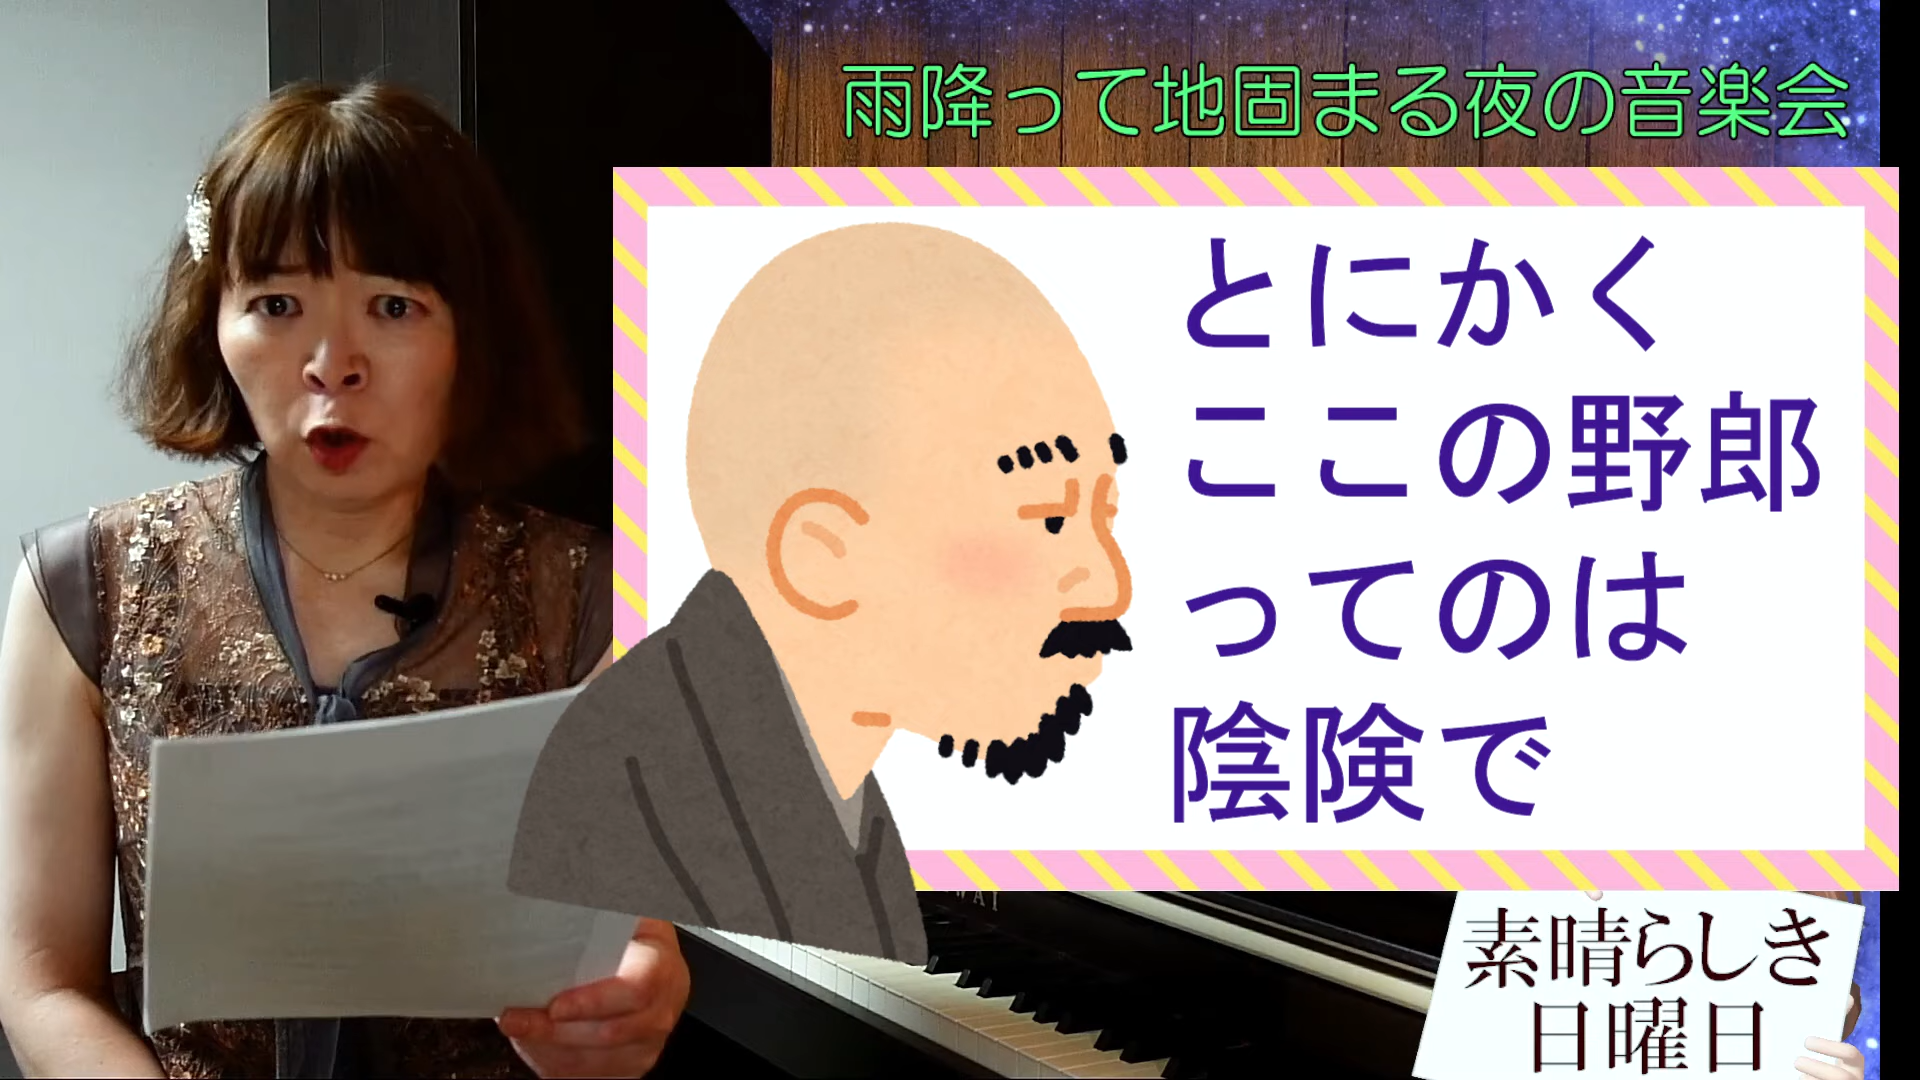 雨降って地固まる夜の音楽会
とにかく
ここの野郎
ってのは
陰険で
WAY
素晴らしき
日曜日